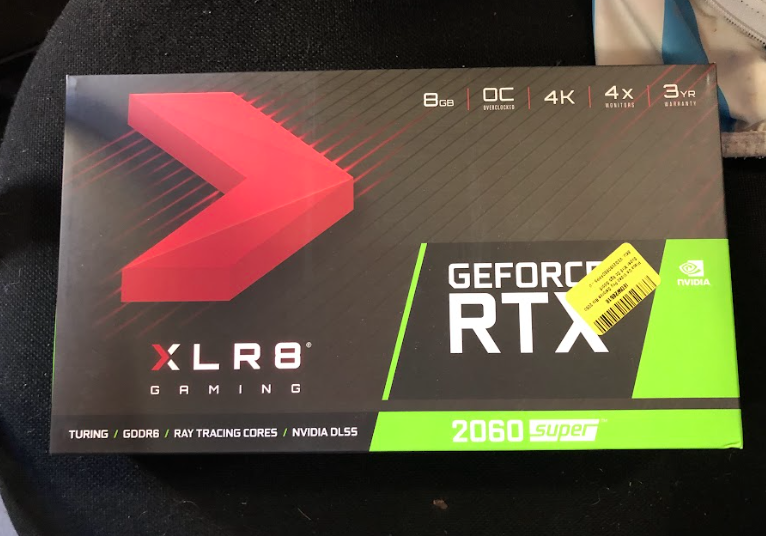 8GB
OC
OVERCLOCKED
4K
4x
MONITORS
3YR
WARRANTY
GEFORCE
RTX
NVIDIA
XLR8®
GAMING
TURING / GDDR6 / RAY TRACING CORES / NVIDIA DLSS
2060 super™